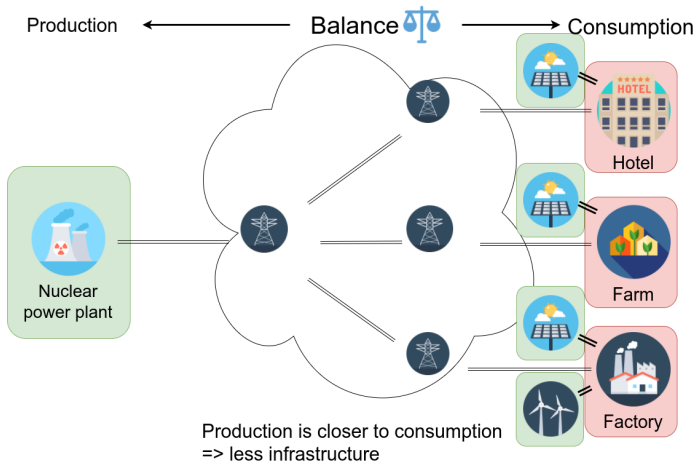 Production
Balance
Consumption
HOTEL
Hotel
Nuclear
power plant
Farm
Factory
Production is closer to consumption
=> less infrastructure